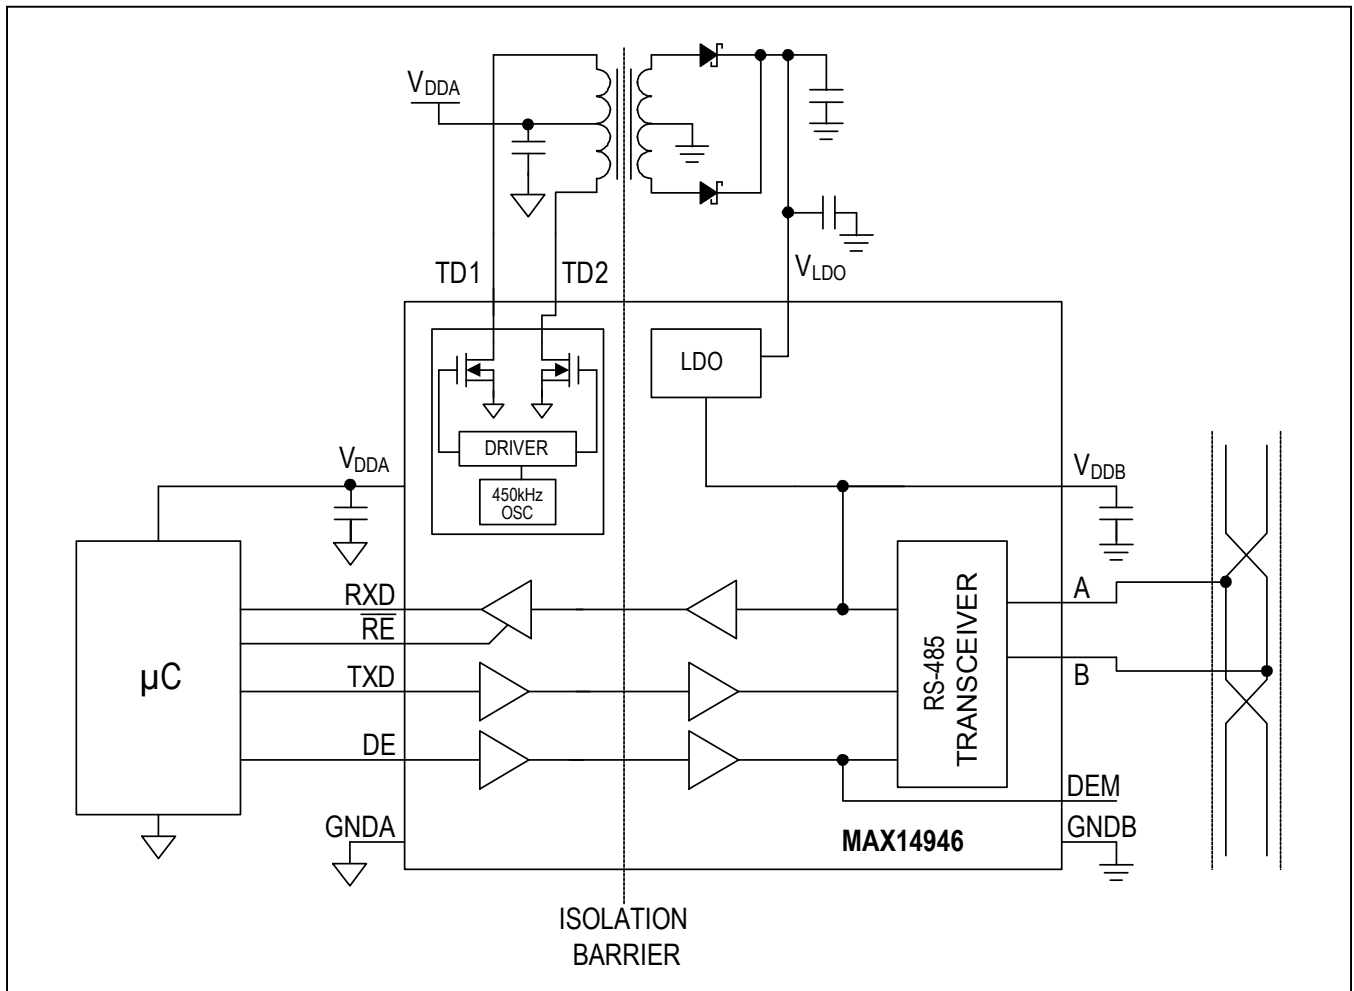 VDDA
TD1
TD2
VLDO
LDO
DRIVER
450kHz
OSC
VDDA
VDDB
RXD
RE
TXD
DE
µC
RS-485
TRANSCEIVER
A
B
DEM
GNDA
MAX14946
GNDB
ISOLATION
BARRIER